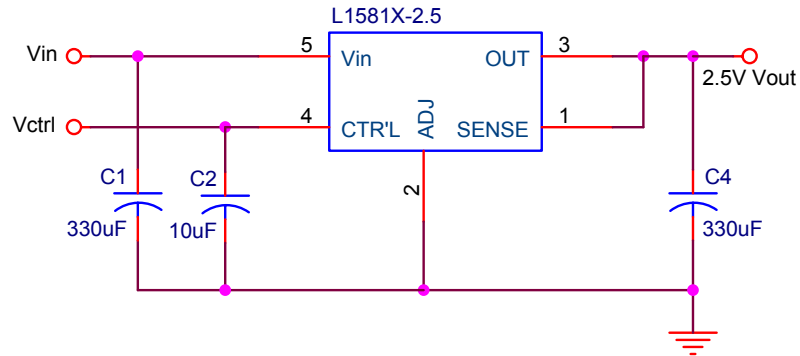 L1581X-2.5
Vin
5
Vin
OUT
3
2.5V Vout
Vctrl
4
CTR'L
ADJ
SENSE
1
2
C1
330uF
C2
10uF
C4
330uF